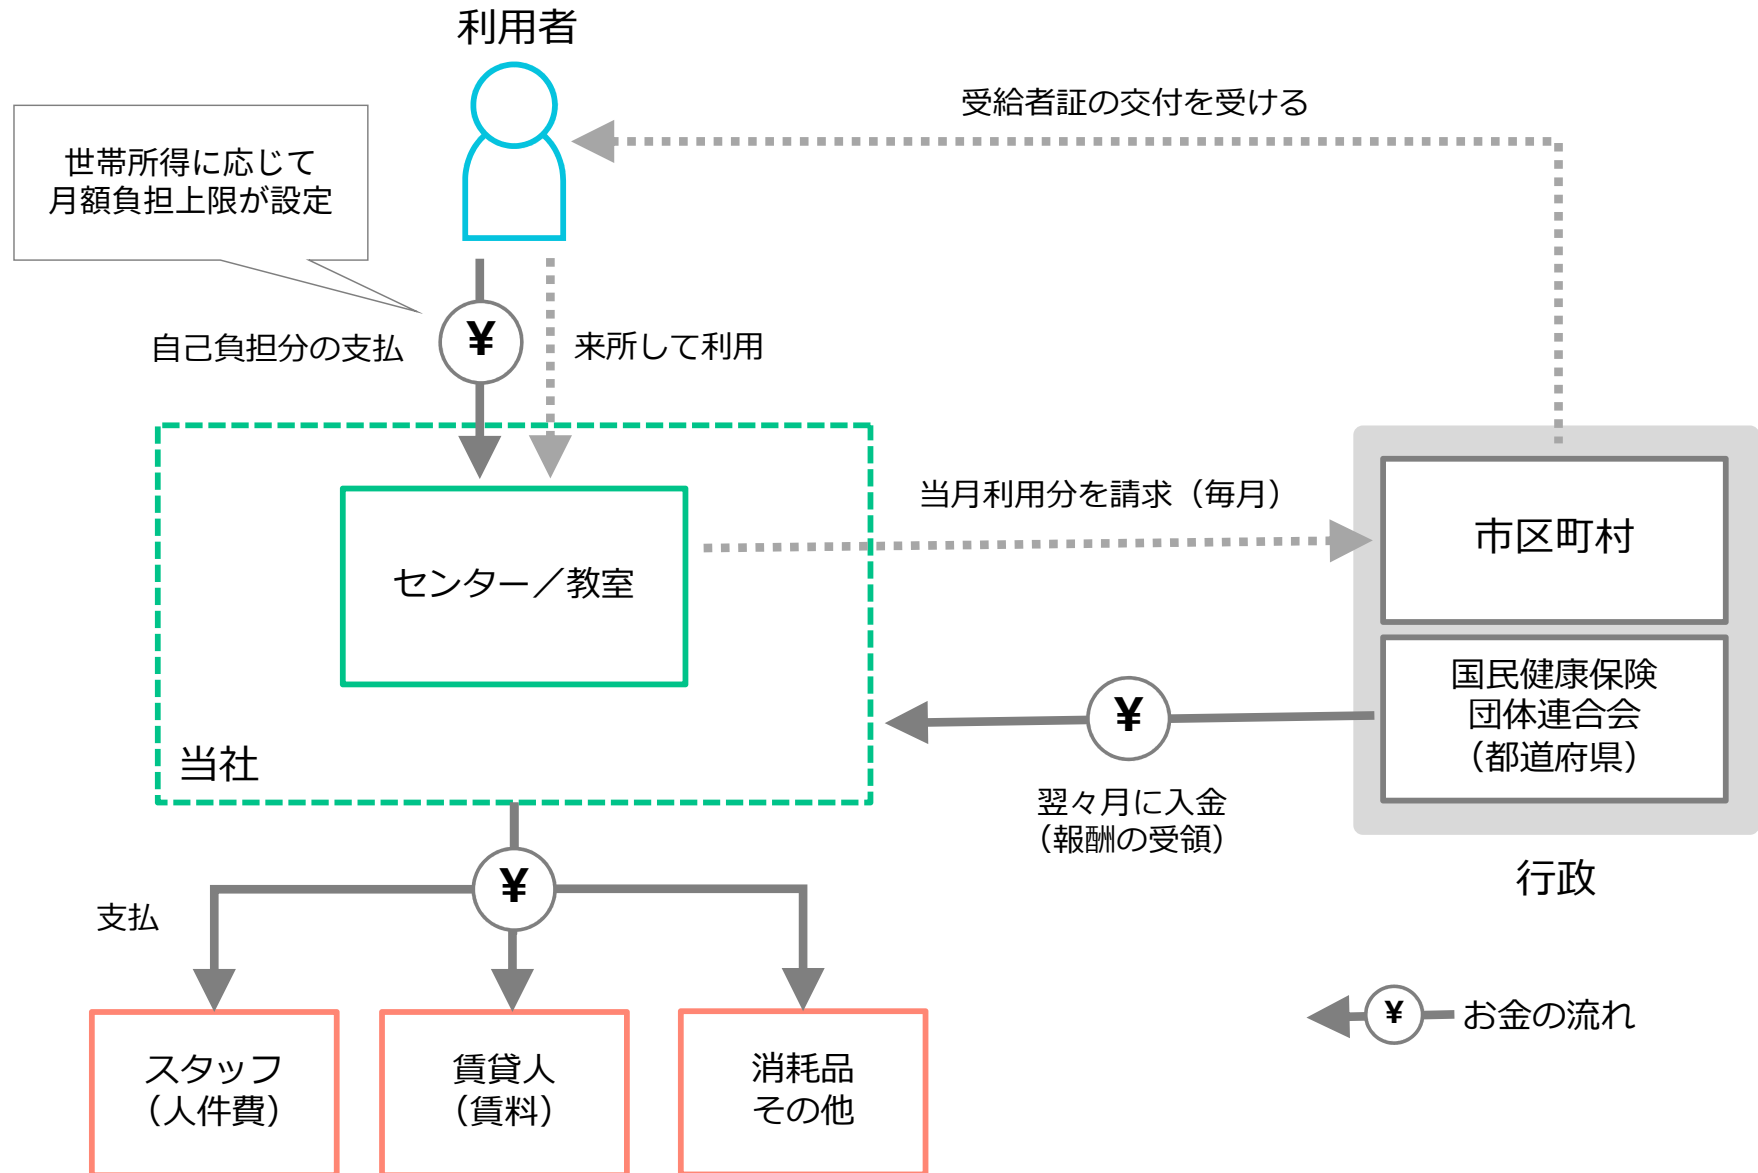 利用者
受給者証の交付を受ける
世帯所得に応じて
月額負担上限が設定
自己負担分の支払
¥
来所して利用
当月利用分を請求（毎月）
市区町村
センター／教室
国民健康保険
団体連合会
（都道府県）
¥
当社
翌々月に入金
（報酬の受領）
行政
¥
支払
¥
お金の流れ
スタッフ
（人件費）
賃貸人
（賃料）
消耗品
その他